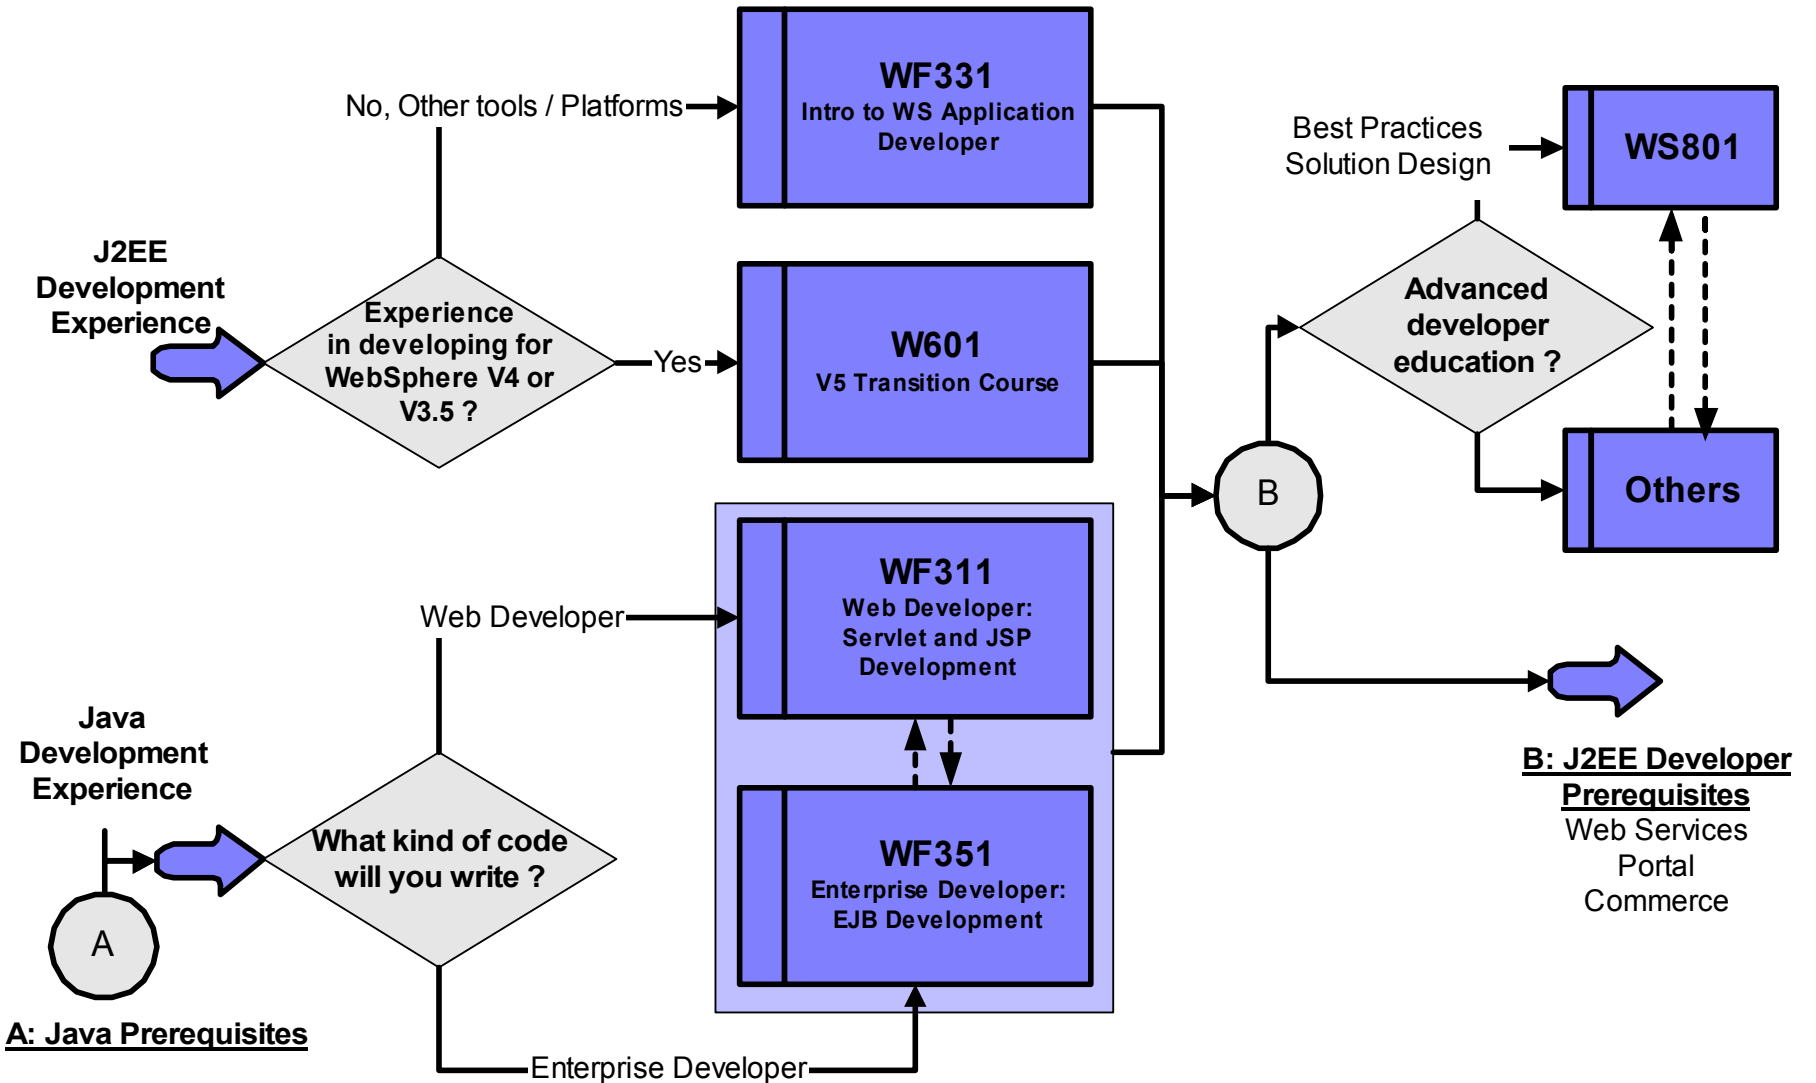 No, Other tools / Platforms
WF331
Intro to WS Application
Developer
Best Practices
Solution Design
WS801
J2EE
Development
Experience
Experience
in developing for
WebSphere V4 or
V3.5 ?
Yes
W601
V5 Transition Course
Advanced
developer
education ?
B
Others
Web Developer
WF311
Web Developer:
Servlet and JSP
Development
Java
Development
Experience
What kind of code
will you write ?
WF351
Enterprise Developer:
EJB Development
A
A: Java Prerequisites
Enterprise Developer
B: J2EE Developer
Prerequisites
Web Services
Portal
Commerce